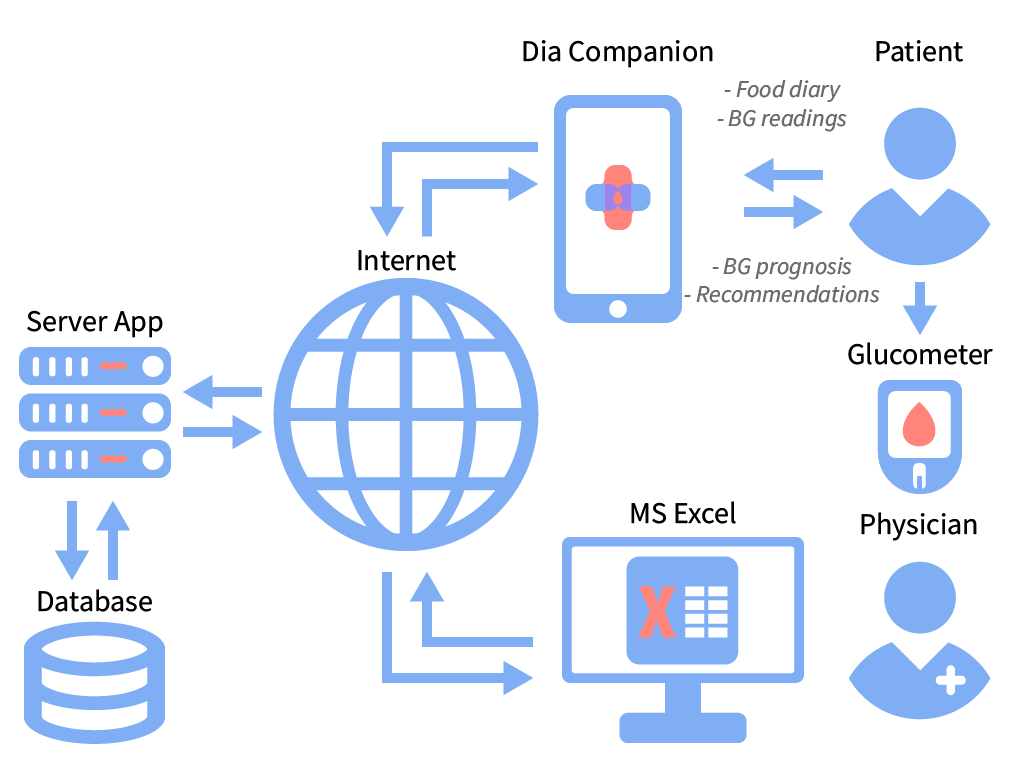 Dia Companion
Patient
- Food diary
- BG readings
Internet
- BG prognosis
- Recommendations
Server App
Glucometer
MS Excel
Physician
X
Database